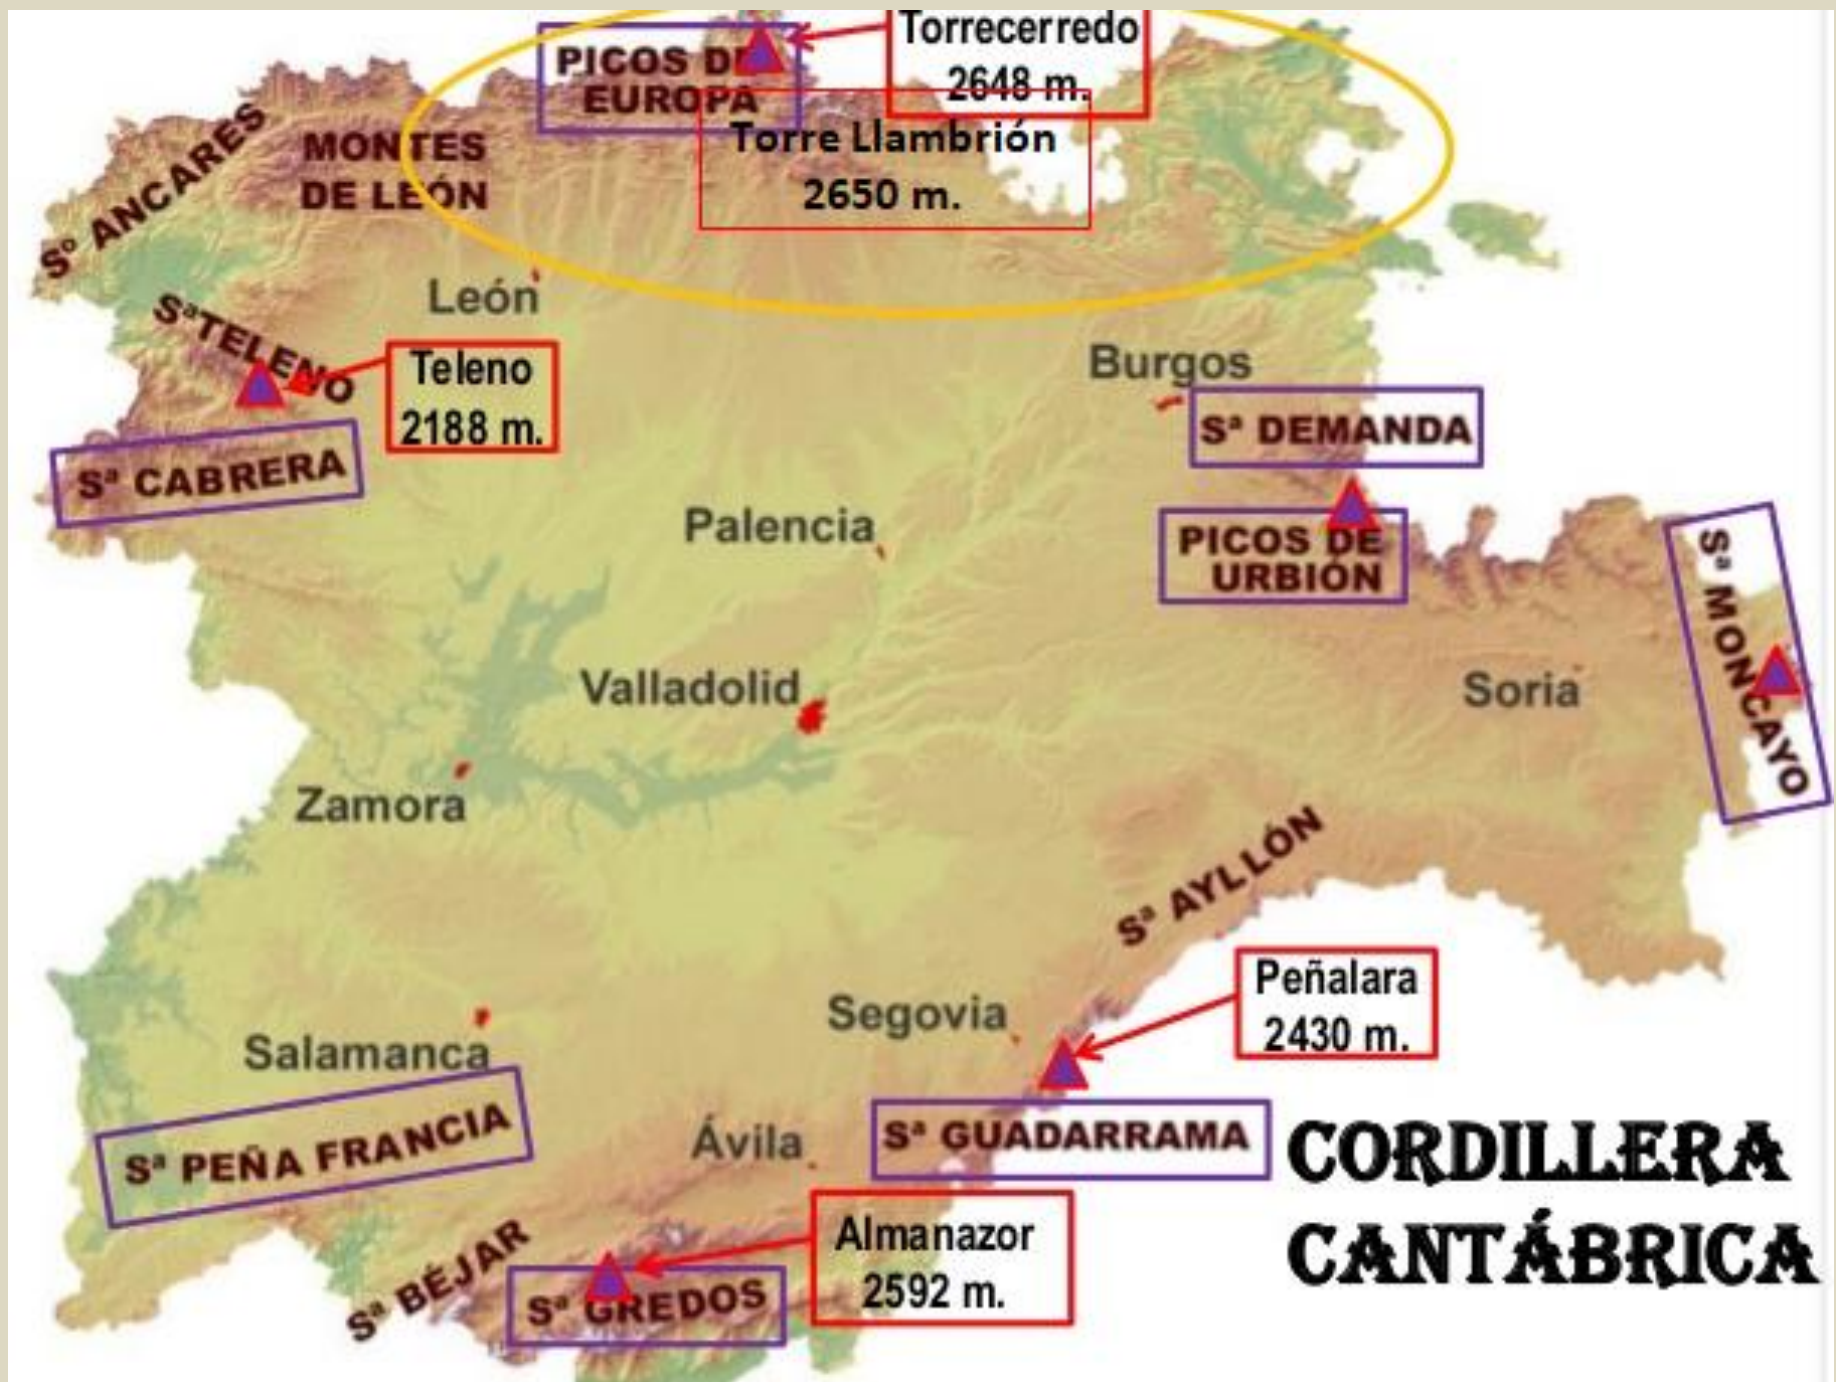 Torrecerredo
2648 m.
PICOS DE
EUROPA
Torre Llambrión
2650 m.
MONTES
DE LEÓN
Sº ANCARES
León
SªTELENO
Teleno
2188 m.
Burgos
Sª DEMANDA
Sª CABRERA
Palencia
PICOS DE
URBIÓN
Sª MONCAYO
Valladolid
Soria
Zamora
Sª AYLLÓN
Peñalara
2430 m.
Segovia
Salamanca
Sª PEÑA FRANCIA
Ávila
Sª GUADARRAMA
CORDILLERA
CANTÁBRICA
Almanazor
2592 m.
Sª BÉJAR
Sª GREDOS